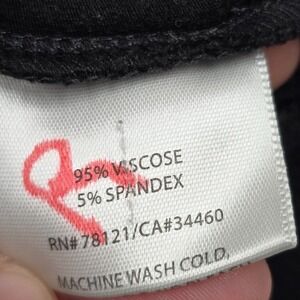 95% VISCOSE
5% SPANDEX
RN# 78121/CA#34460
MACHINE WASH COLD,